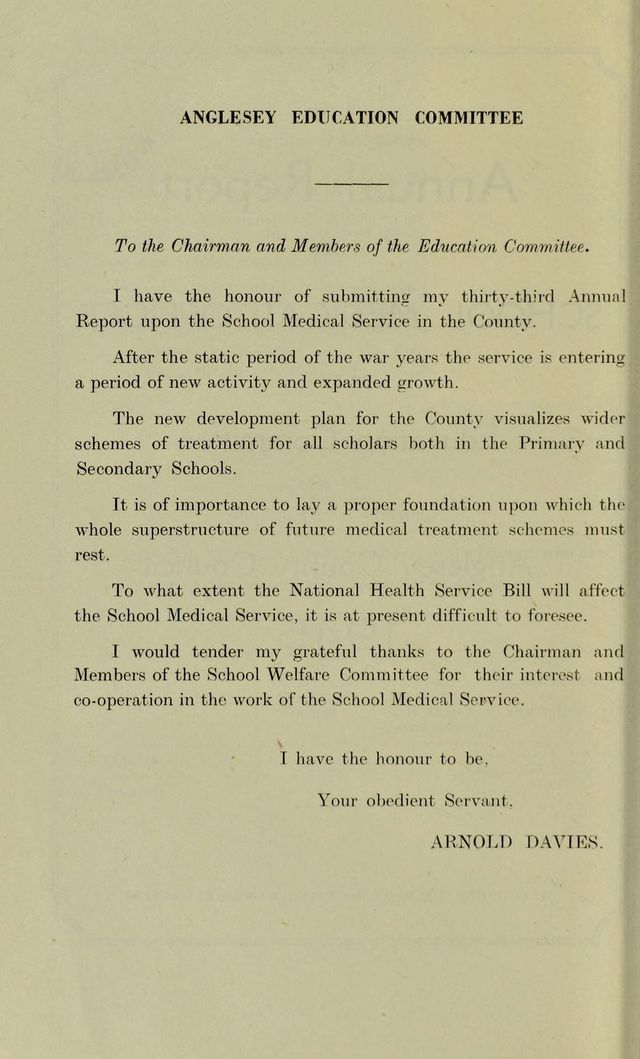 ANGLESEY EDUCATION COMMITTEE
To the Chairman and Members of the Education Committee.
I have the honour of submitting my thirty-third Annual
Report upon the School Medical Service in the County.
After the static period of the war years the service is entering
a period of new activity and expanded growth.
The new development plan for the County visualizes wider
schemes of treatment for all scholars both in the Primary and
Secondary Schools.
It is of importance to lay a proper foundation upon which the
whole superstructure of future medical treatment schemes must
rest.
To what extent the National Health Service Bill will affect
the School Medical Service, it is at present difficult to foresee.
I would tender my grateful thanks to the Chairman and
Members of the School Welfare Committee for their interest and
co-operation in the work of the School Medical Service.
I have the honour to be,
Your obedient Servant.
ARNOLD DAVIES.